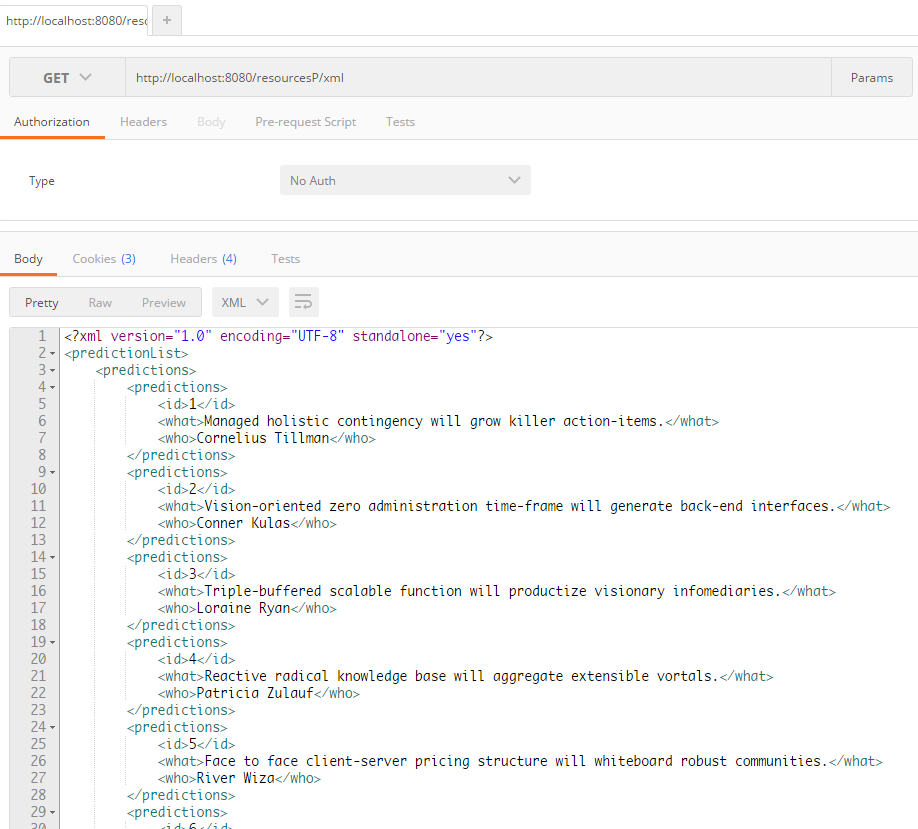 http://localhost:8080/reso +
GET http://localhost:8080/resourcesP/xml Params
Authorization Headers Body Pre-request Script Tests
Type No Auth
Body Cookies (3) Headers (4) Tests
Pretty Raw Preview XML
1 <?xml version="1.0" encoding="UTF-8" standalone="yes"?>
2 <predictionList>
3 <predictions>
4 <predictions>
5 <id>1</id>
6 <what>Managed holistic contingency will grow killer action-items.</what>
7 <who>Cornelius Tillman</who>
8 </predictions>
9 <predictions>
10 <id>2</id>
11 <what>Vision-oriented zero administration time-frame will generate back-end interfaces.</what>
12 <who>Conner Kulas</who>
13 </predictions>
14 <predictions>
15 <id>3</id>
16 <what>Triple-buffered scalable function will productize visionary infomediaries.</what>
17 <who>Loraine Ryan</who>
18 </predictions>
19 <predictions>
20 <id>4</id>
21 <what>Reactive radical knowledge base will aggregate extensible vortals.</what>
22 <who>Patricia Zulauf</who>
23 </predictions>
24 <predictions>
25 <id>5</id>
26 <what>Face to face client-server pricing structure will whiteboard robust communities.</what>
27 <who>River Wiza</who>
28 </predictions>
29 <predictions>
30 <id>6</id>